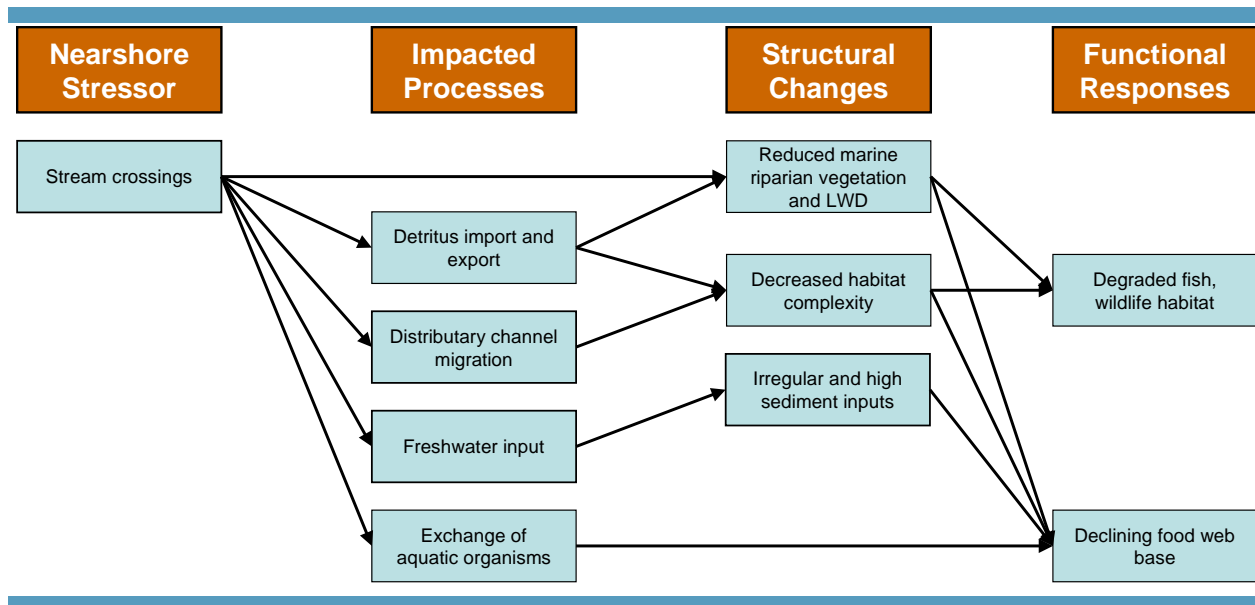 Nearshore
Stressor
Impacted
Processes
Structural
Changes
Functional
Responses
Stream crossings
Detritus import and
export
Distributary channel
migration
Freshwater input
Exchange of
aquatic organisms
Reduced marine
riparian vegetation
and LWD
Decreased habitat
complexity
Irregular and high
sediment inputs
Degraded fish,
wildlife habitat
Declining food web
base